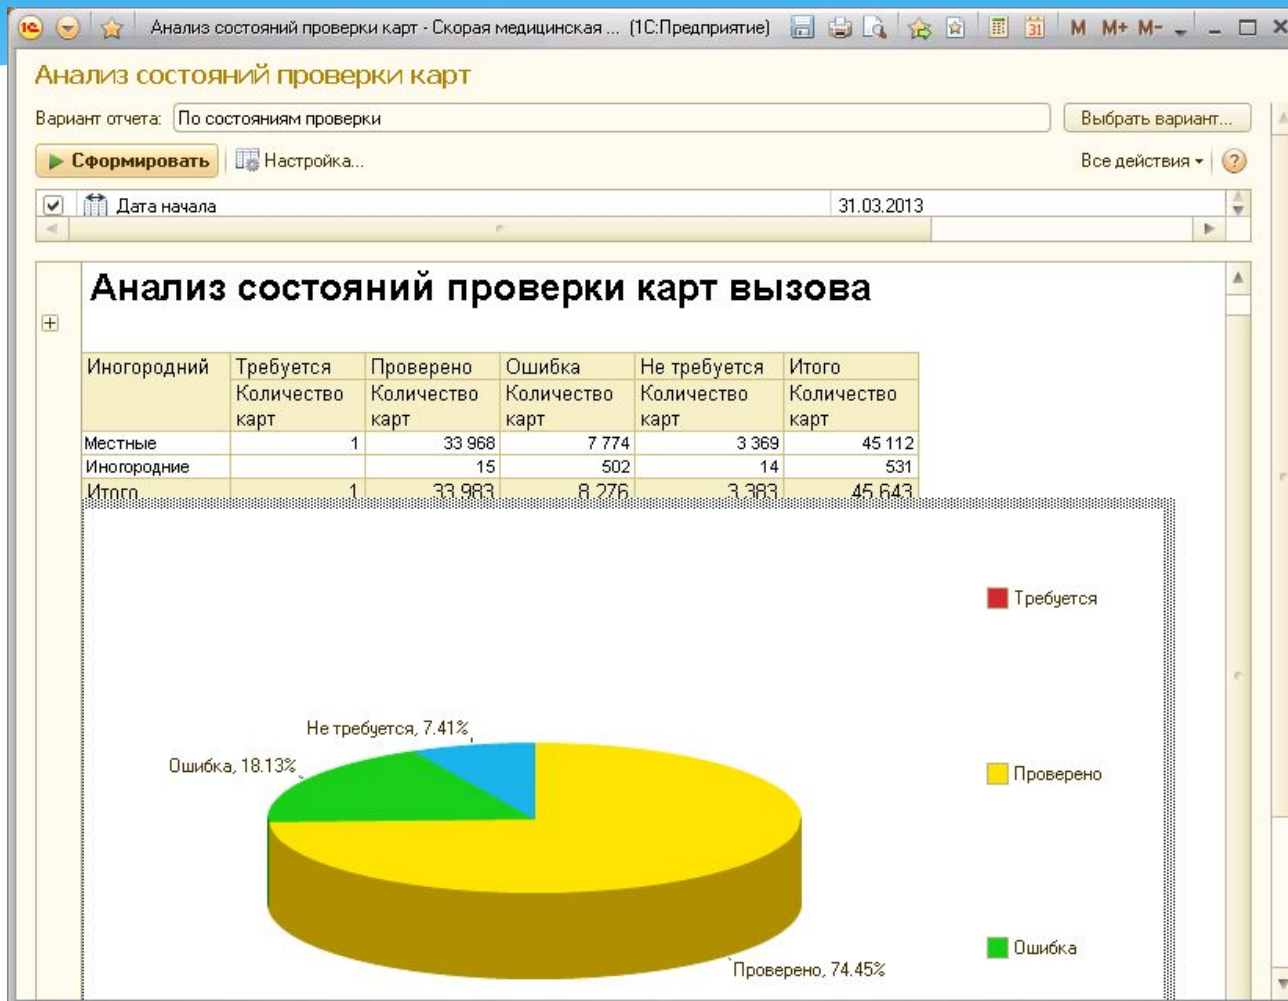 Анализ состояний проверки карт - Скорая медицинская ... (1С:Предприятие) M M+ M-
Анализ состояний проверки карт
Вариант отчета: По состояниям проверки Выбрать вариант...
Сформировать Настройка... Все действия
Дата начала 31.03.2013
Анализ состояний проверки карт вызова
Иногородний Требуется Проверено Ошибка Не требуется Итого
Количество Количество Количество Количество Количество
карт карт карт карт карт
Местные 1 33 968 7 774 3 369 45 112
Иногородние 15 502 14 531
Итого 1 33 983 8 276 3 383 45 643
Требуется
Не требуется, 7.41%
Ошибка, 18.13%
Проверено
Ошибка
Проверено, 74.45%